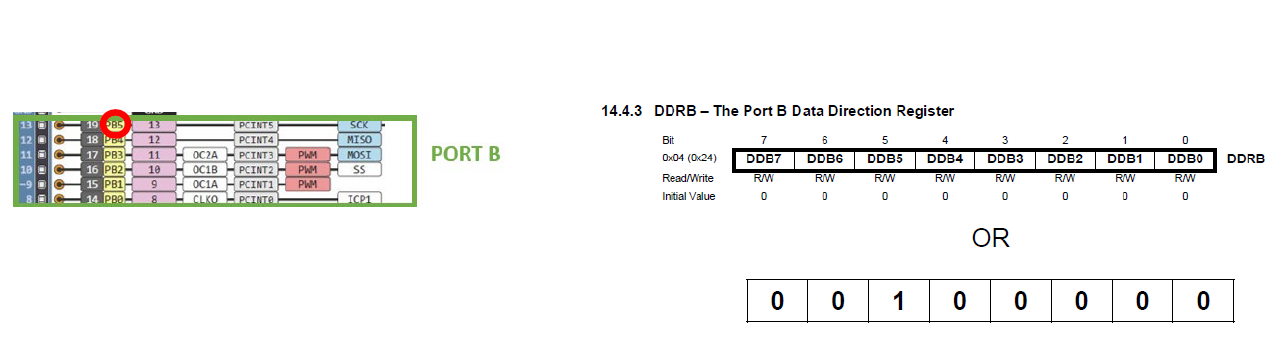 13 19 PB5 13 PCINT5 SCK
12 18 PB4 12 PCINT4 MISO
11 17 PB3 11 OC2A PCINT3 PWM MOSI
10 16 PB2 10 OC1B PCINT2 PWM SS
~9 15 PB1 9 OC1A PCINT1 PWM
8 14 PB0 8 CLKO PCINT0 ICP1
PORT B
14.4.3 DDRB – The Port B Data Direction Register
Bit 7 6 5 4 3 2 1 0
0x04 (0x24) DDB7 DDB6 DDB5 DDB4 DDB3 DDB2 DDB1 DDB0 DDRB
Read/Write R/W R/W R/W R/W R/W R/W R/W R/W
Initial Value 0 0 0 0 0 0 0 0
OR
0 0 1 0 0 0 0 0